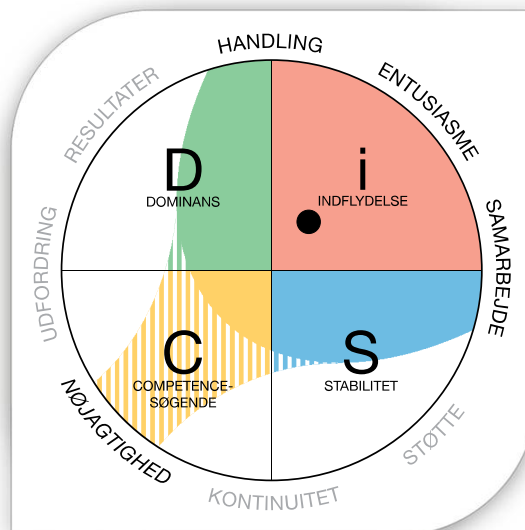 HANDLING
RESULTATER
ENTUSIASME
D
DOMINANS
i
INDFLYDELSE
UDFORDRING
SAMARBEJDE
C
COMPETENCE-
SØGENDE
S
STABILITET
NØJAGTIGHED
STØTTE
KONTINUITET